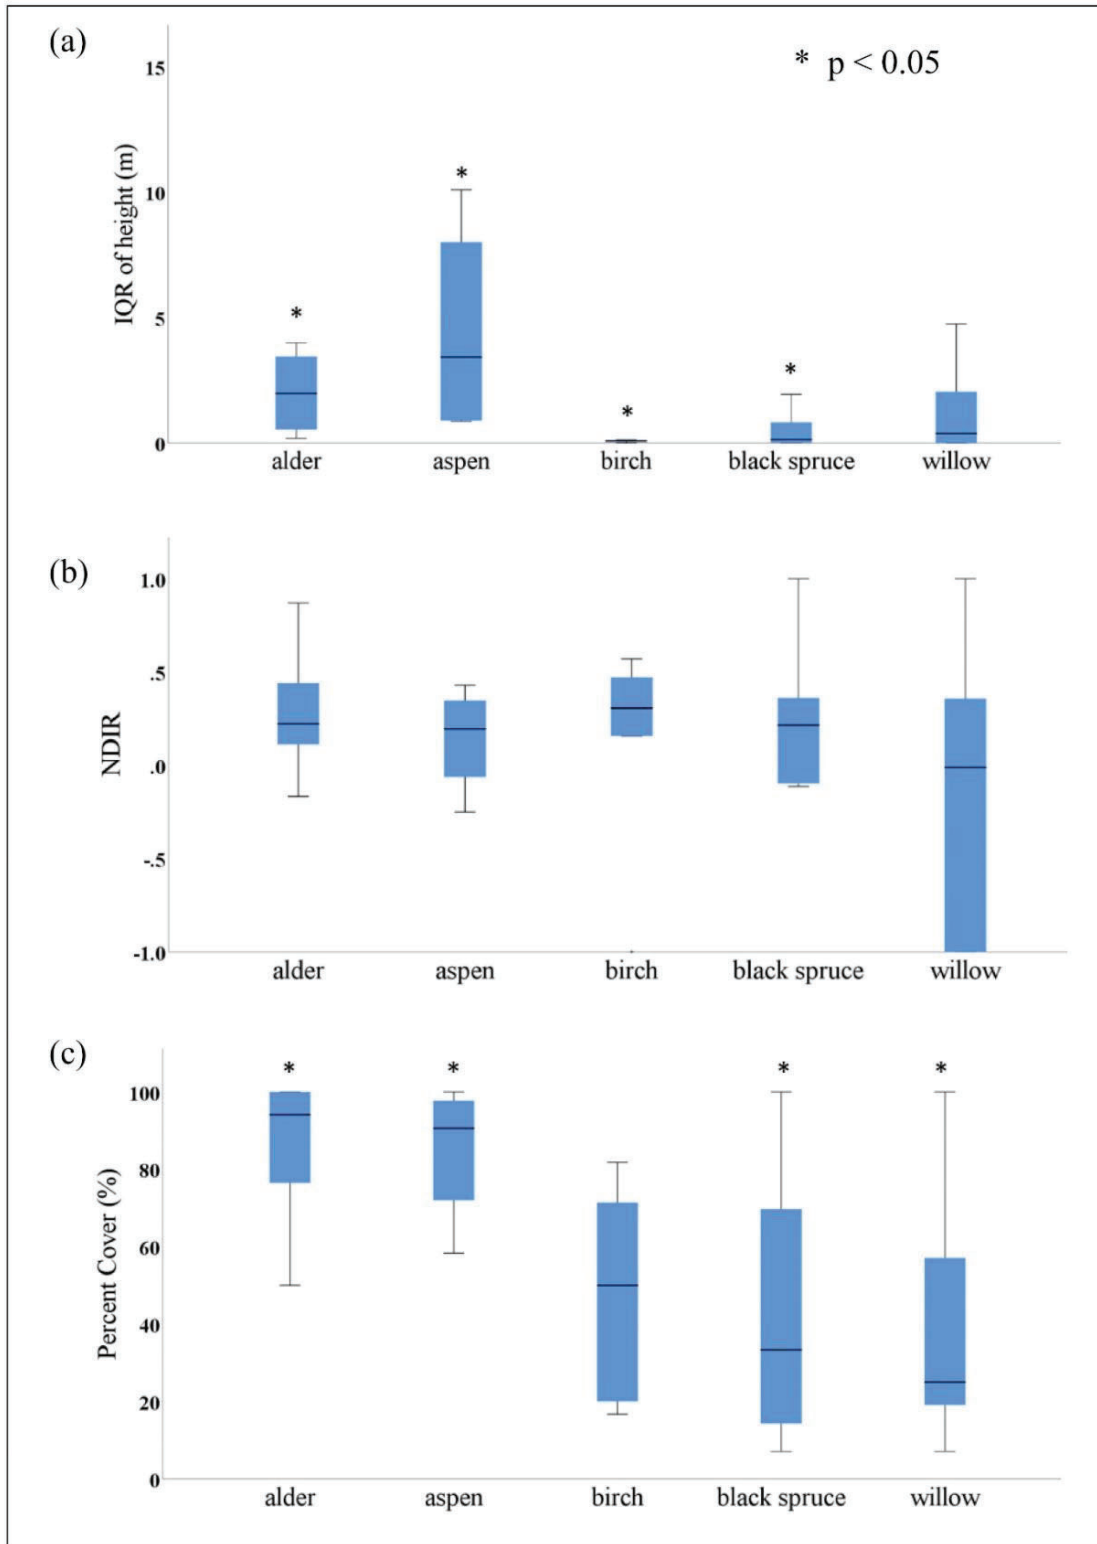 (a)
* p < 0.05
IQR of height (m)
15
10
5
0
*
*
*
*
alder aspen birch black spruce willow
(b)
NDIR
1.0
.5
.0
-.5
-1.0
alder aspen birch black spruce willow
(c)
Percent Cover (%)
* * * *
100
80
60
40
20
0
alder aspen birch black spruce willow